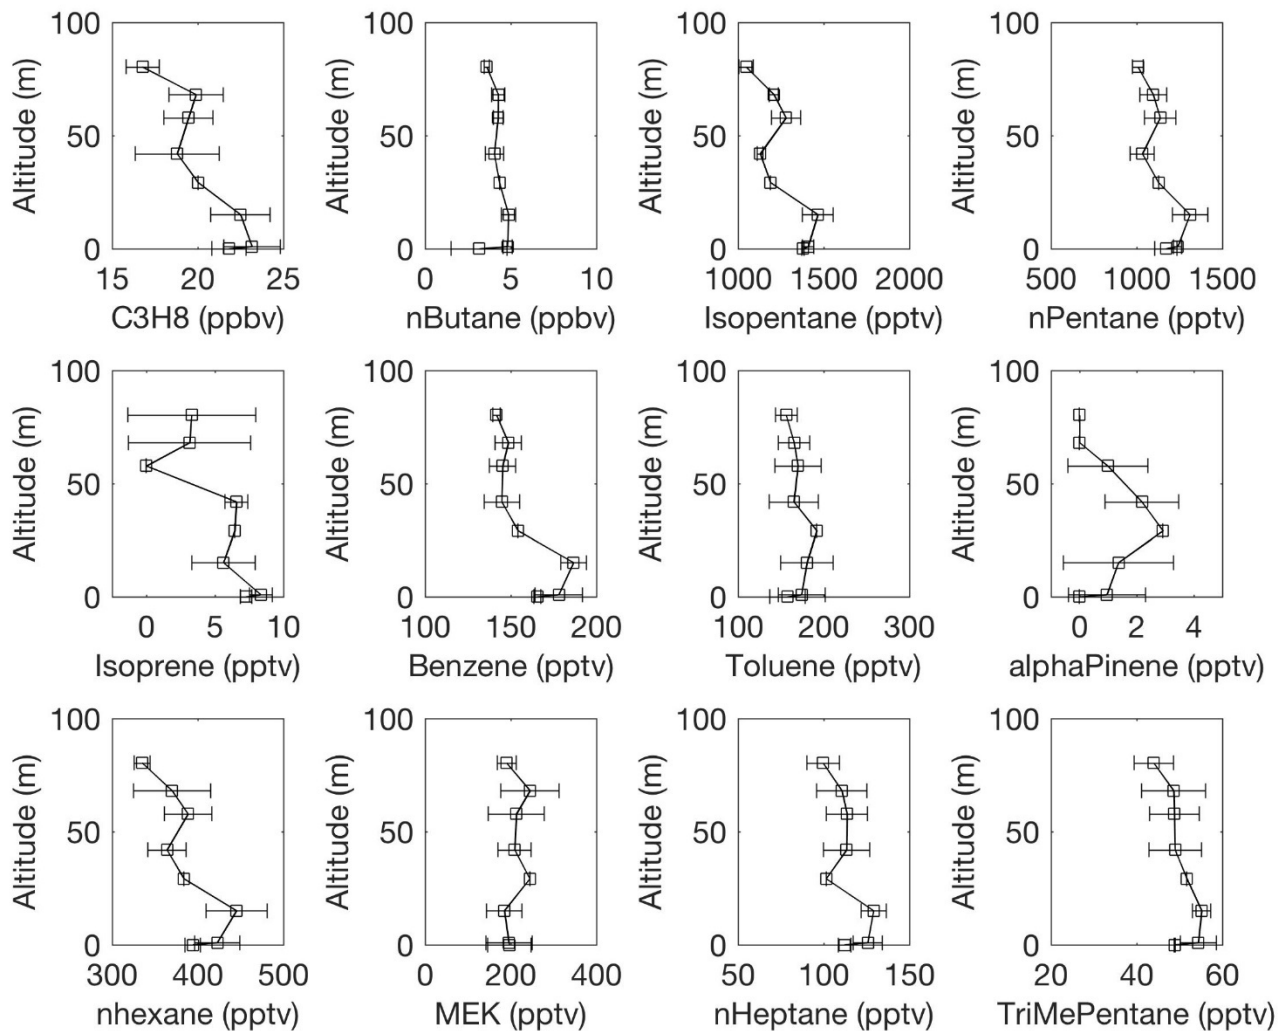 100
50
0
Altitude (m)
15 20 25
C3H8 (ppbv)
100
50
0
Altitude (m)
0 5 10
nButane (ppbv)
100
50
0
Altitude (m)
1000 1500 2000
Isopentane (pptv)
100
50
0
Altitude (m)
500 1000 1500
nPentane (pptv)
100
50
0
Altitude (m)
0 5 10
Isoprene (pptv)
100
50
0
Altitude (m)
100 150 200
Benzene (pptv)
100
50
0
Altitude (m)
100 200 300
Toluene (pptv)
100
50
0
Altitude (m)
0 2 4
alphaPinene (pptv)
100
50
0
Altitude (m)
300 400 500
nhexane (pptv)
100
50
0
Altitude (m)
0 200 400
MEK (pptv)
100
50
0
Altitude (m)
50 100 150
nHeptane (pptv)
100
50
0
Altitude (m)
20 40 60
TriMePentane (pptv)